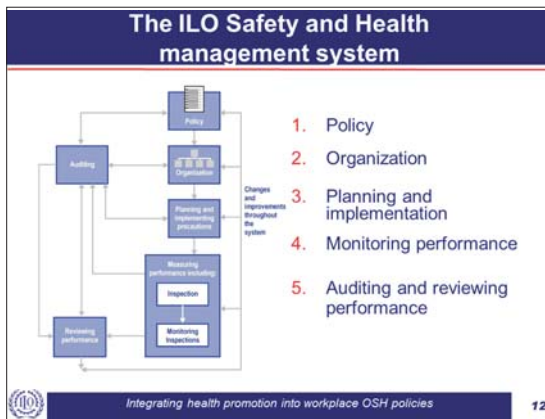 The ILO Safety and Health
management system
Policy
Auditing
Organization
Planning and
implementing
precautions
Changes
and
improvements
throughout
the
system
Measuring
performance including:
Inspection
Monitoring
Inspections
Reviewing
performance
1. Policy
2. Organization
3. Planning and
implementation
4. Monitoring performance
5. Auditing and reviewing
performance
Integrating health promotion into workplace OSH policies
12